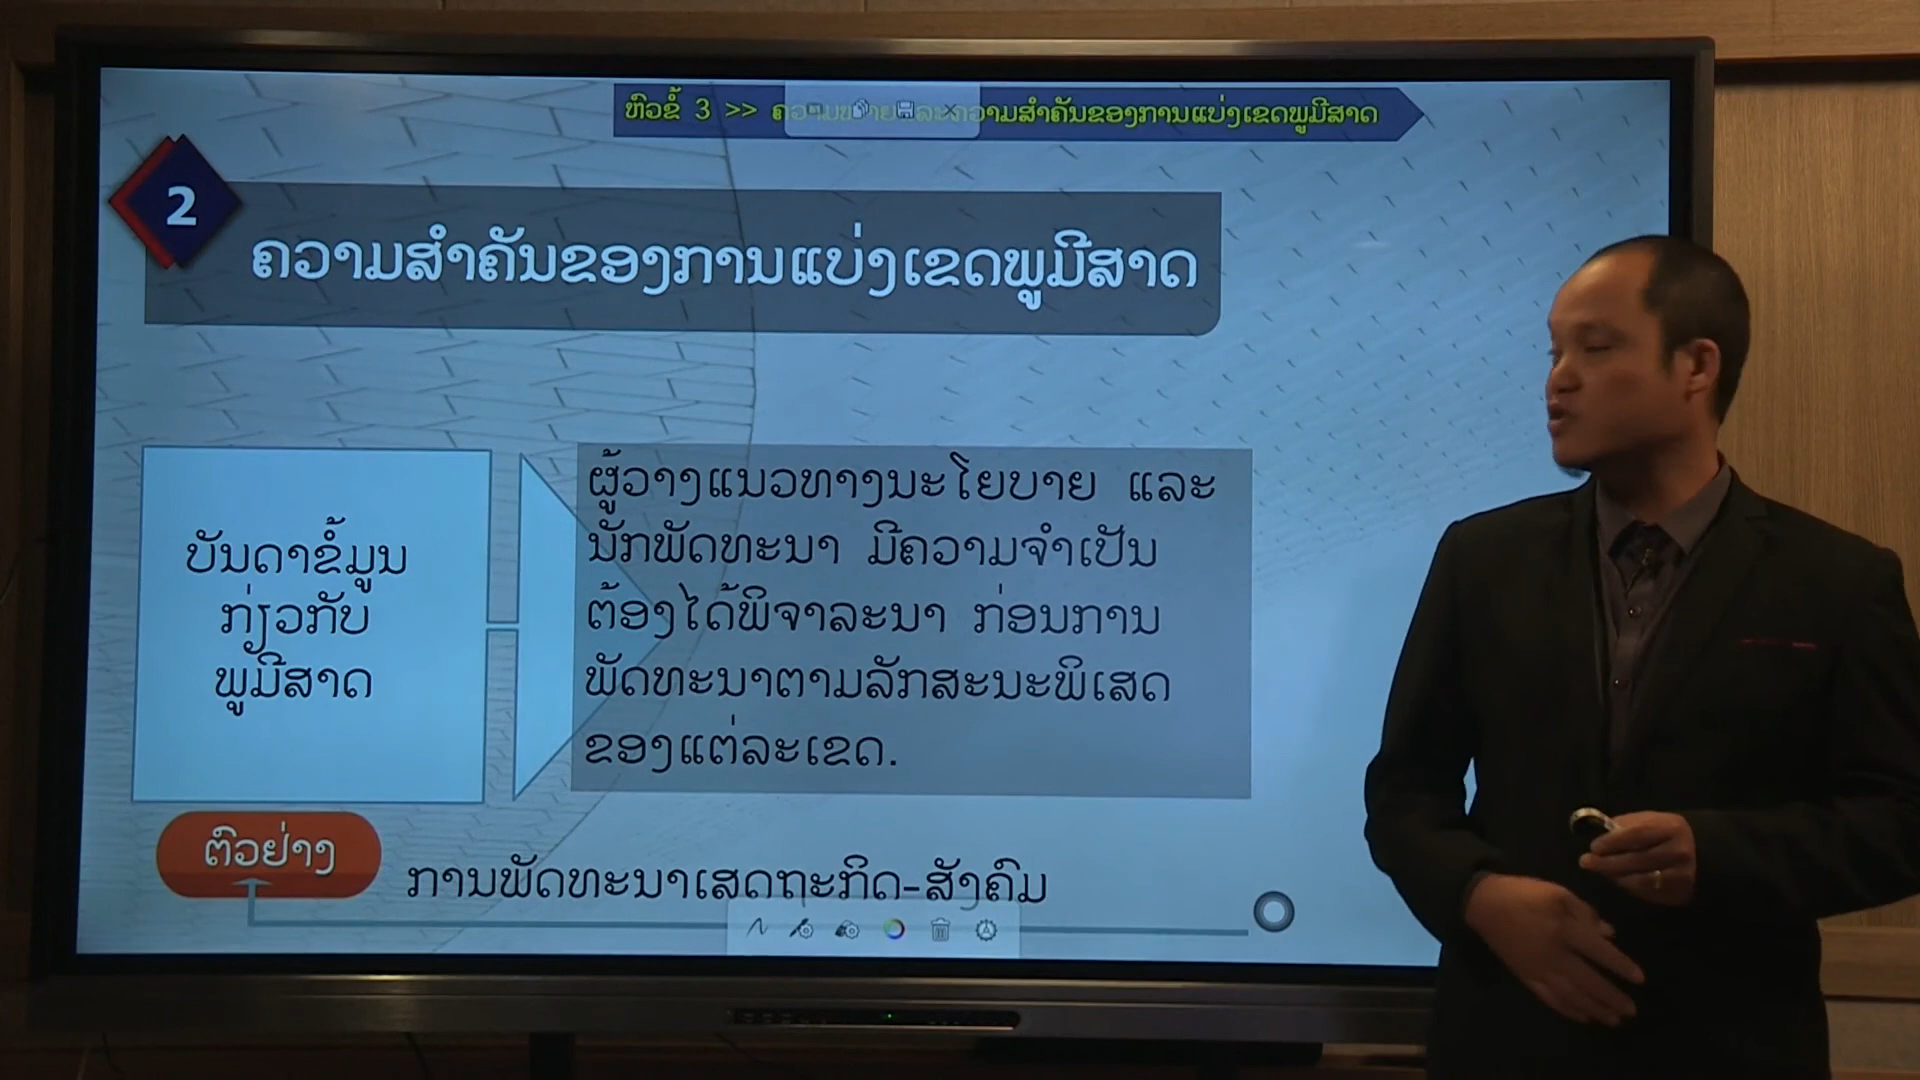 ຫົວຂໍ້ 3 >> ຄວາມໝາຍ ແລະຄວາມສຳຄັນຂອງການແບ່ງເຂດພູມີສາດ
2
ຄວາມສຳຄັນຂອງການແບ່ງເຂດພູມີສາດ
ບັນດາຂໍ້ມູນ
ກ່ຽວກັບ
ພູມີສາດ
ຜູ້ວາງແນວທາງນະໂຍບາຍ ແລະ
ນັກພັດທະນາ ມີຄວາມຈຳເປັນ
ຕ້ອງໄດ້ພິຈາລະນາ ກ່ອນການ
ພັດທະນາຕາມລັກສະນະພິເສດ
ຂອງແຕ່ລະເຂດ.
ຕົວຢ່າງ
ການພັດທະນາເສດຖະກິດ-ສັງຄົມ